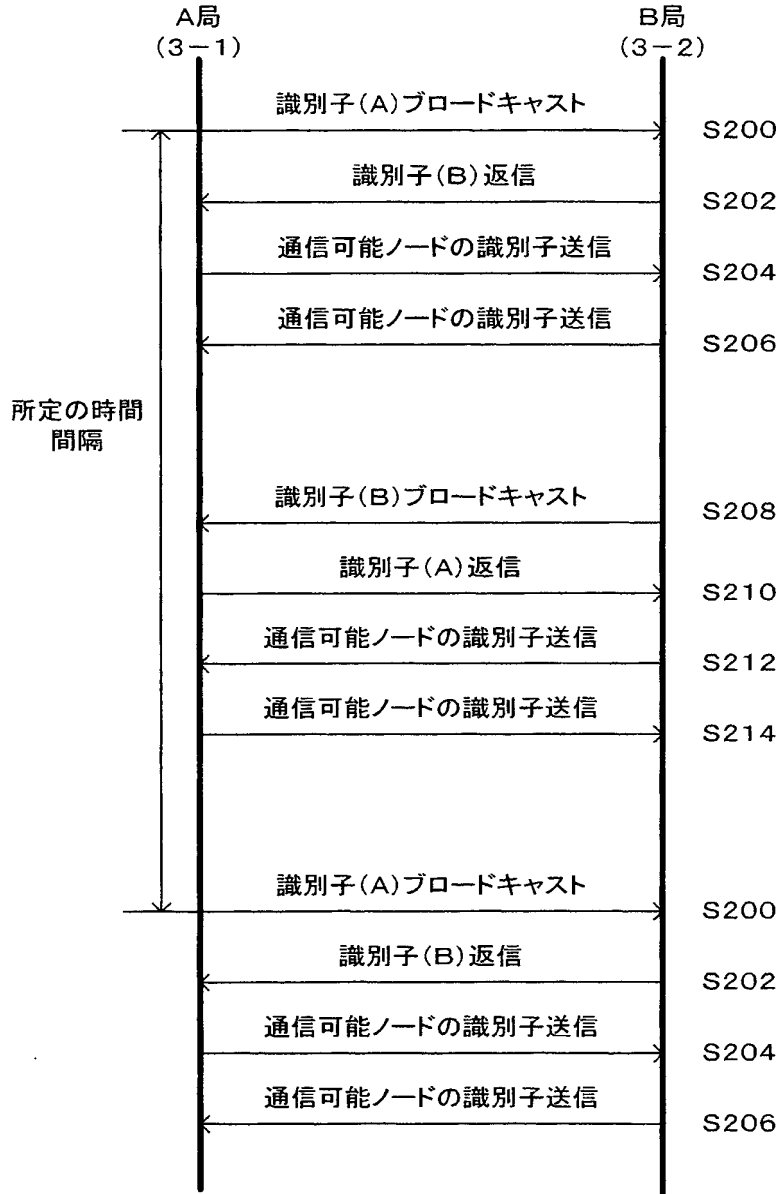 A局
(3-1)
B局
(3-2)
識別子(A)ブロードキャスト
S200
識別子(B)返信
S202
通信可能ノードの識別子送信
S204
通信可能ノードの識別子送信
S206
所定の時間
間隔
識別子(B)ブロードキャスト
S208
識別子(A)返信
S210
通信可能ノードの識別子送信
S212
通信可能ノードの識別子送信
S214
識別子(A)ブロードキャスト
S200
識別子(B)返信
S202
通信可能ノードの識別子送信
S204
通信可能ノードの識別子送信
S206